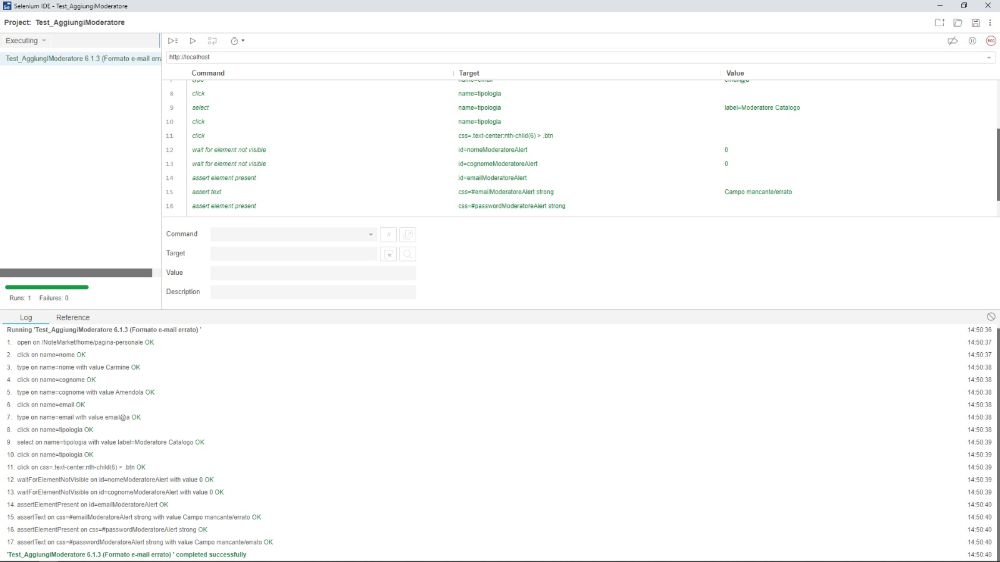 Selenium IDE - Test_AggiungiModeratore
Project: Test_AggiungiModeratore
Executing
Test_AggiungiModeratore 6.1.3 (Formato e-mail erra
http://localhost
REC
Command Target Value
7 type name=email email@a
8 click name=tipologia
9 select name=tipologia label=Moderatore Catalogo
10 click name=tipologia
11 click css=.text-center:nth-child(6) > .btn
12 wait for element not visible id=nomeModeratoreAlert 0
13 wait for element not visible id=cognomeModeratoreAlert 0
14 assert element present id=emailModeratoreAlert
15 assert text css=#emailModeratoreAlert strong Campo mancante/errato
16 assert element present css=#passwordModeratoreAlert strong
Command //
Target
Value
Description
Runs: 1 Failures: 0
Log Reference
Running 'Test_AggiungiModeratore 6.1.3 (Formato e-mail errato) ' 14:50:36
1. open on /NoteMarket/home/pagina-personale OK 14:50:37
2. click on name=nome OK 14:50:37
3. type on name=nome with value Carmine OK 14:50:38
4. click on name=cognome OK 14:50:38
5. type on name=cognome with value Amendola OK 14:50:38
6. click on name=email OK 14:50:38
7. type on name=email with value email@a OK 14:50:38
8. click on name=tipologia OK 14:50:38
9. select on name=tipologia with value label=Moderatore Catalogo OK 14:50:39
10. click on name=tipologia OK 14:50:39
11. click on css=.text-center:nth-child(6) > .btn OK 14:50:39
12. waitForElementNotVisible on id=nomeModeratoreAlert with value 0 OK 14:50:39
13. waitForElementNotVisible on id=cognomeModeratoreAlert with value 0 OK 14:50:39
14. assertElementPresent on id=emailModeratoreAlert OK 14:50:40
15. assertText on css=#emailModeratoreAlert strong with value Campo mancante/errato OK 14:50:40
16. assertElementPresent on css=#passwordModeratoreAlert strong OK 14:50:40
17. assertText on css=#passwordModeratoreAlert strong with value Campo mancante/errato OK 14:50:40
'Test_AggiungiModeratore 6.1.3 (Formato e-mail errato) ' completed successfully 14:50:40